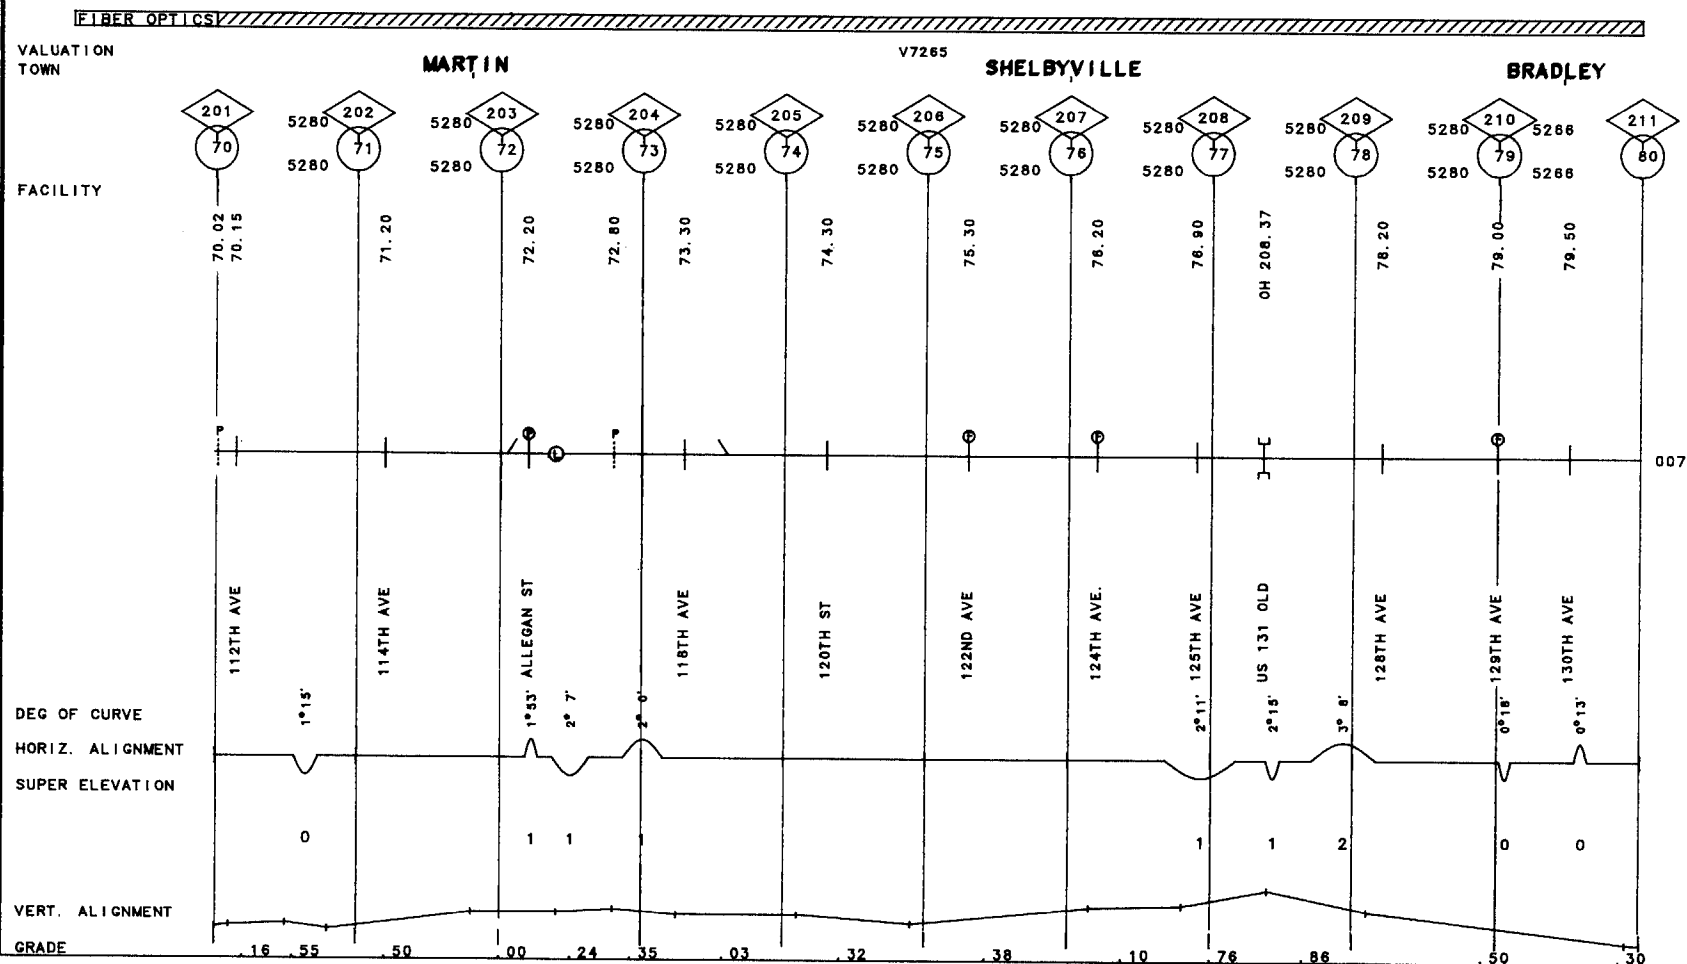 FIBER OPTICS
VALUATION V7265
TOWN MARTIN SHELBYVILLE BRADLEY
201 202 203 204 205 206 207 208 209 210 211
5280 5280 5280 5280 5280 5280 5280 5280 5280 5266
70 71 72 73 74 75 76 77 78 79 80
5280 5280 5280 5280 5280 5280 5280 5280 5266
FACILITY
70.02 70.15 71.20 72.20 72.80 73.30 74.30 75.30 76.20 76.90 OH 208.37 78.20 79.00 79.50
P P P P P P
L
007
112TH AVE 114TH AVE ALLEGAN ST 118TH AVE 120TH ST 122ND AVE 124TH AVE. 125TH AVE US 131 OLD 128TH AVE 129TH AVE 130TH AVE
DEG OF CURVE 1°15' 1°53' 2° 7' 2° 0' 2°11' 2°15' 3° 8' 0°18' 0°13'
HORIZ. ALIGNMENT
SUPER ELEVATION
0 1 1 1 1 1 2 0 0
VERT. ALIGNMENT
GRADE .16 .55 .50 .00 .24 .35 .03 .32 .38 .10 .76 .86 .50 .30